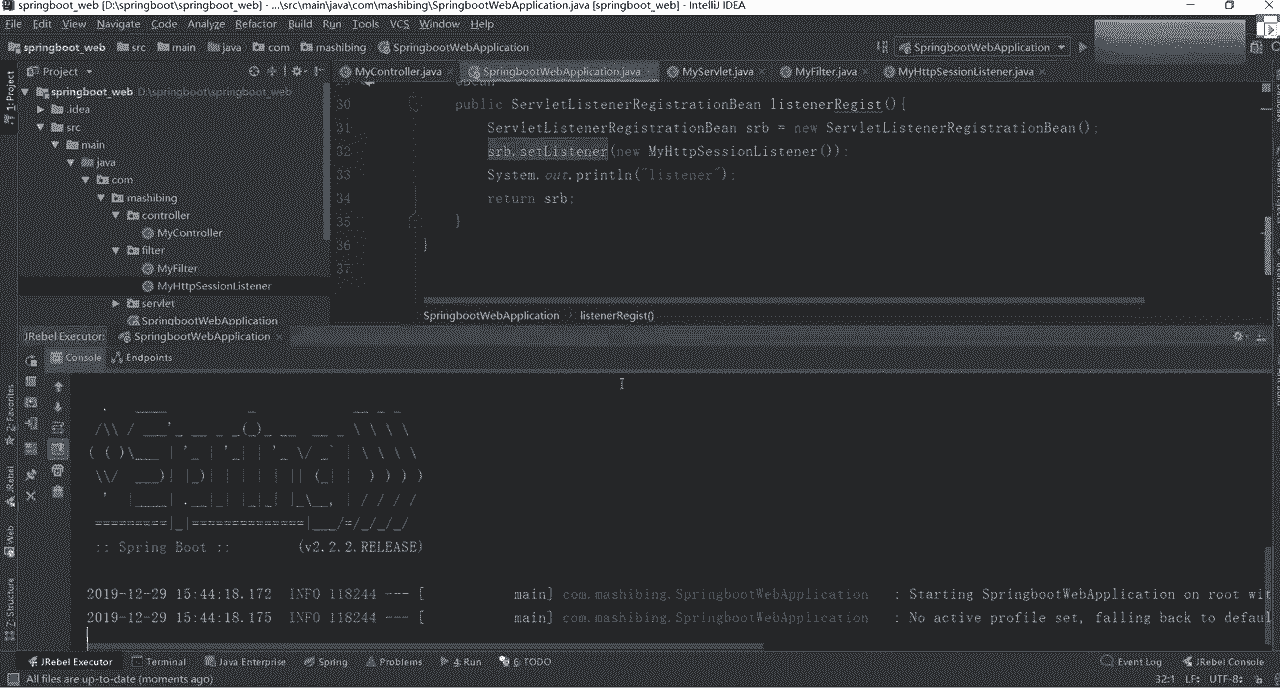 springboot_web [D:\springboot\springboot_web] - ...\src\main\java\com\mashibing\SpringbootWebApplication.java [springboot_web] - IntelliJ IDEA
File Edit View Navigate Code Analyze Refactor Build Run Tools VCS Window Help
springboot_web src main java com mashibing SpringbootWebApplication
SpringbootWebApplication
Project
MyController.java SpringbootWebApplication.java MyServlet.java MyFilter.java MyHttpSessionListener.java
springboot_web D:\springboot\springboot_web
.idea
src
main
java
com
mashibing
controller
MyController
filter
MyFilter
MyHttpSessionListener
servlet
SpringbootWebApplication
1: Project
30 public ServletListenerRegistrationBean listenerRegist(){
31 ServletListenerRegistrationBean srb = new ServletListenerRegistrationBean();
32 srb.setListener(new MyHttpSessionListener());
33 System.out.println("listener");
34 return srb;
35 }
36 }
37
SpringbootWebApplication listenerRegist()
JRebel Executor: SpringbootWebApplication
Console Endpoints
:: Spring Boot :: (v2.2.2.RELEASE)
2019-12-29 15:44:18.172 INFO 118244 --- [ main] com.mashibing.SpringbootWebApplication : Starting SpringbootWebApplication on root wit
2019-12-29 15:44:18.175 INFO 118244 --- [ main] com.mashibing.SpringbootWebApplication : No active profile set, falling back to defaul
2: Favorites
JRebel
Web
Z: Structure
JRebel Executor Terminal Java Enterprise Spring Problems 4: Run 6: TODO Event Log JRebel Console
All files are up-to-date (moments ago) 32:1 LF: UTF-8: